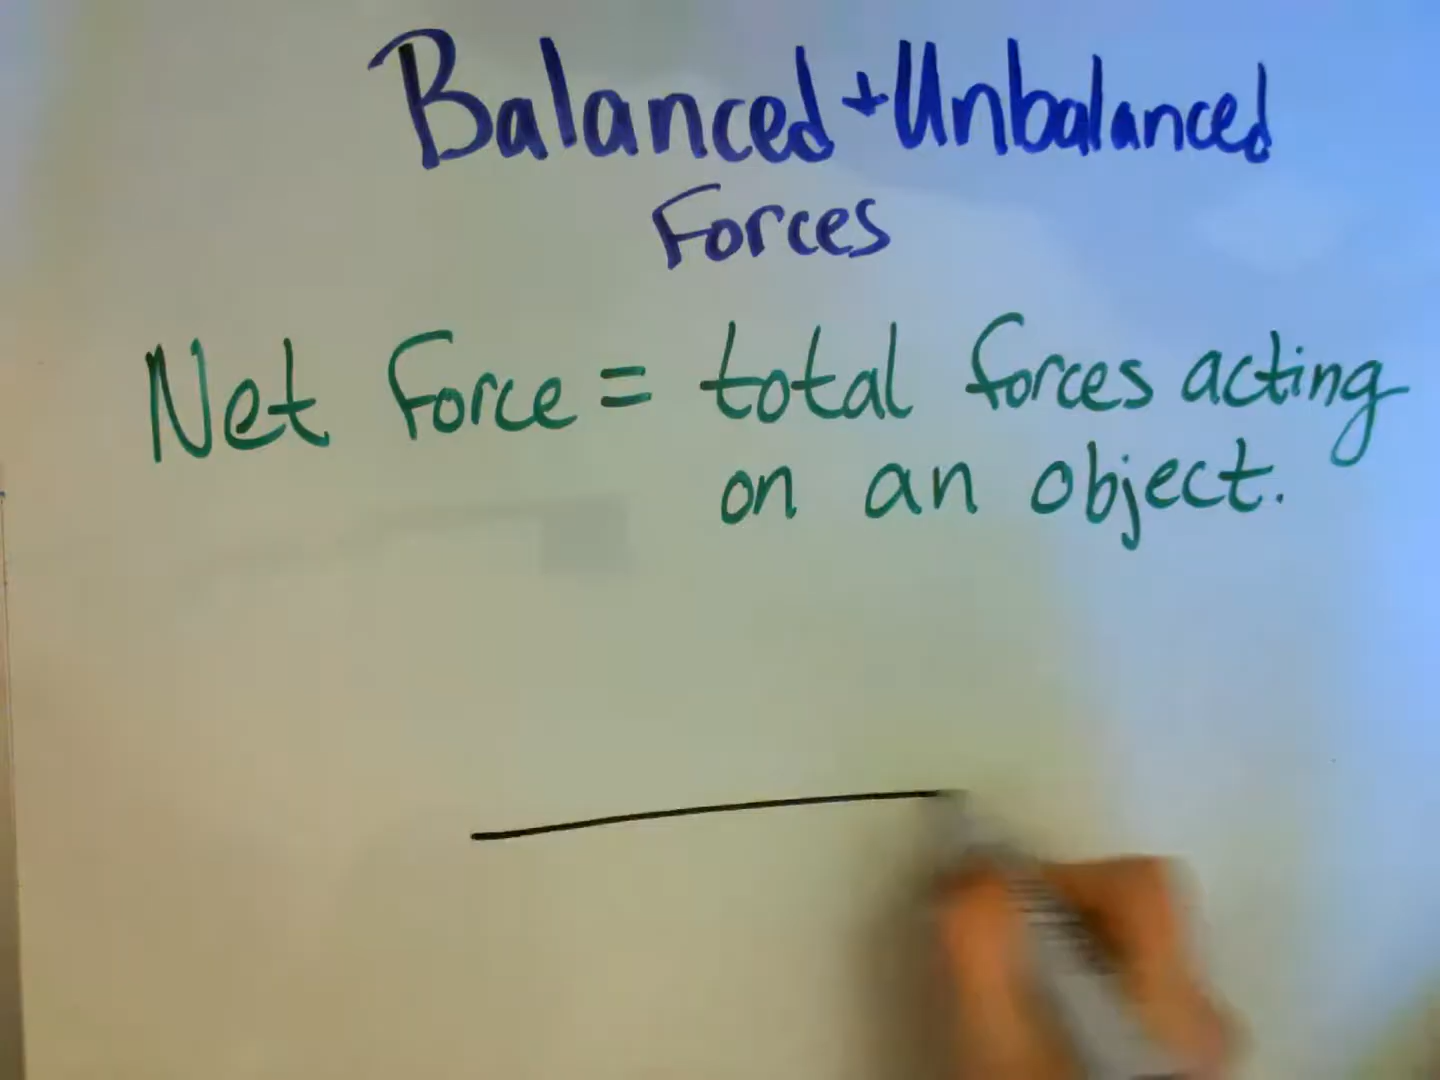 Balanced + Unbalanced
Forces
Net Force = total forces acting
on an object.